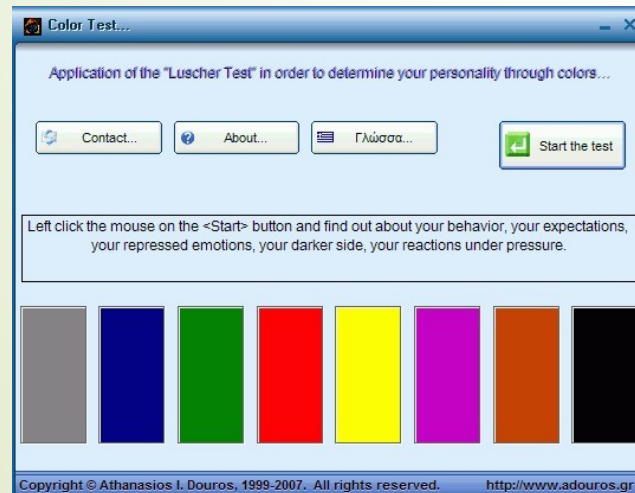 Color Test...
Application of the "Luscher Test" in order to determine your personality through colors...
Contact...
About...
Γλώσσα...
Start the test
Left click the mouse on the <Start> button and find out about your behavior, your expectations,
your repressed emotions, your darker side, your reactions under pressure.
Copyright © Athanasios I. Douros, 1999-2007. All rights reserved. http://www.adouros.gr